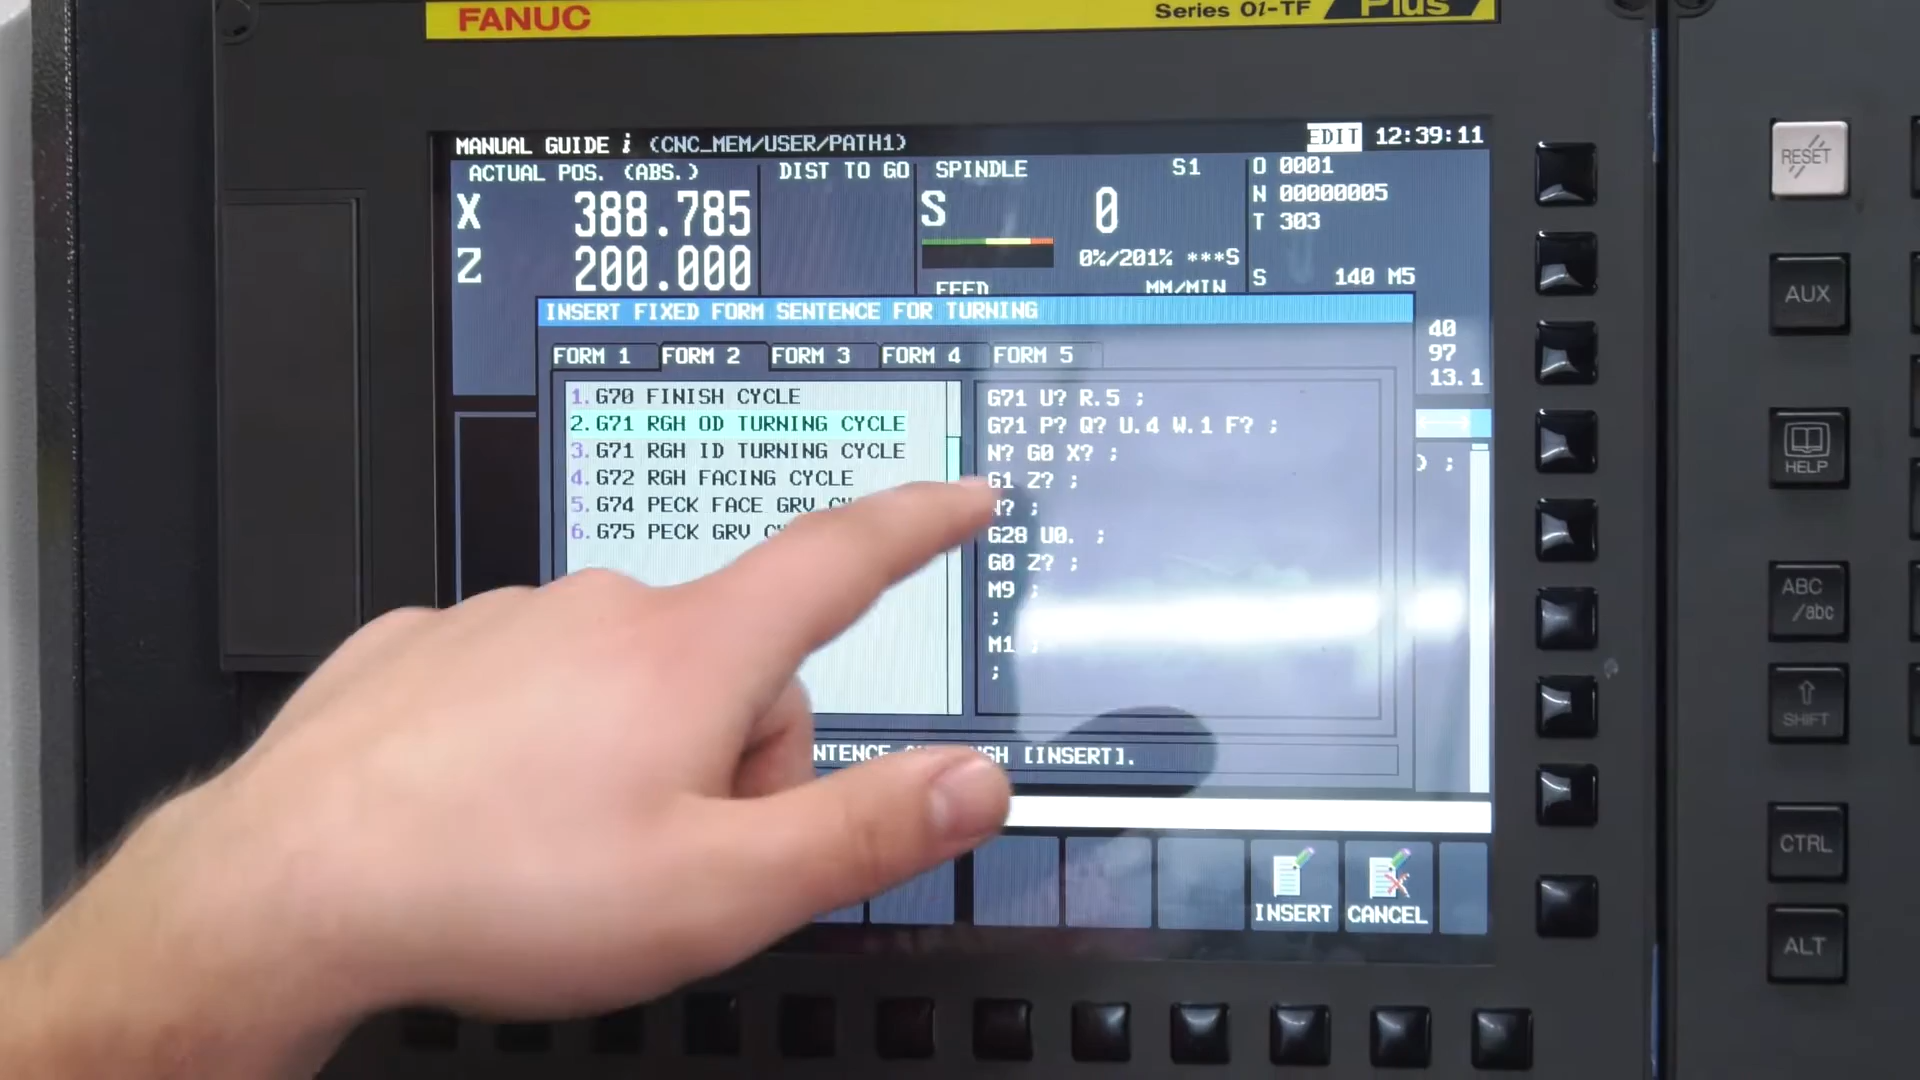 FANUC
Series 0i-TF Plus
MANUAL GUIDE i (CNC_MEM/USER/PATH1)
EDIT 12:39:11
ACTUAL POS. (ABS.)
DIST TO GO
SPINDLE S1
O 0001
N 00000005
T 303
X 388.785
S 0
Z 200.000
0%/201% ***S
S 140 M5
FEED MM/MIN
INSERT FIXED FORM SENTENCE FOR TURNING
40
97
13.1
FORM 1 FORM 2 FORM 3 FORM 4 FORM 5
1. G70 FINISH CYCLE
2. G71 RGH OD TURNING CYCLE
3. G71 RGH ID TURNING CYCLE
4. G72 RGH FACING CYCLE
5. G74 PECK FACE GRV
6. G75 PECK GRV
G71 U? R.5 ;
G71 P? Q? U.4 W.1 F? ;
N? G0 X? ;
G1 Z? ;
N? ;
G28 U0. ;
G0 Z? ;
M9 ;
;
M1 ;
;
) ;
[INSERT].
INSERT CANCEL
RESET
AUX
HELP
ABC
/abc
SHIFT
CTRL
ALT